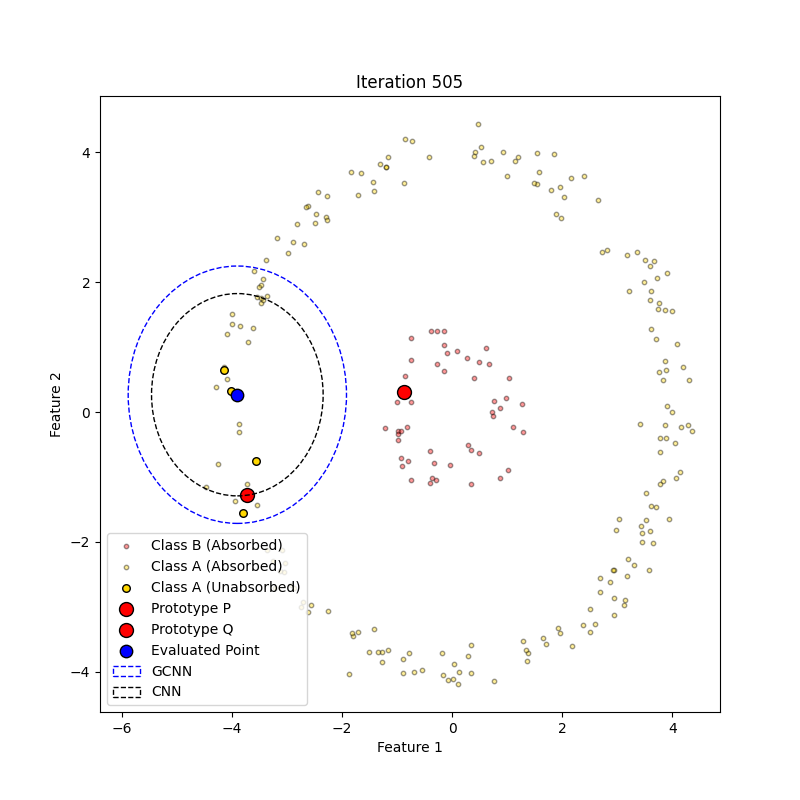 Iteration 505
Feature 2
4
2
0
−2
−4
Class B (Absorbed)
Class A (Absorbed)
Class A (Unabsorbed)
Prototype P
Prototype Q
Evaluated Point
GCNN
CNN
−6
−4
−2
0
2
4
Feature 1